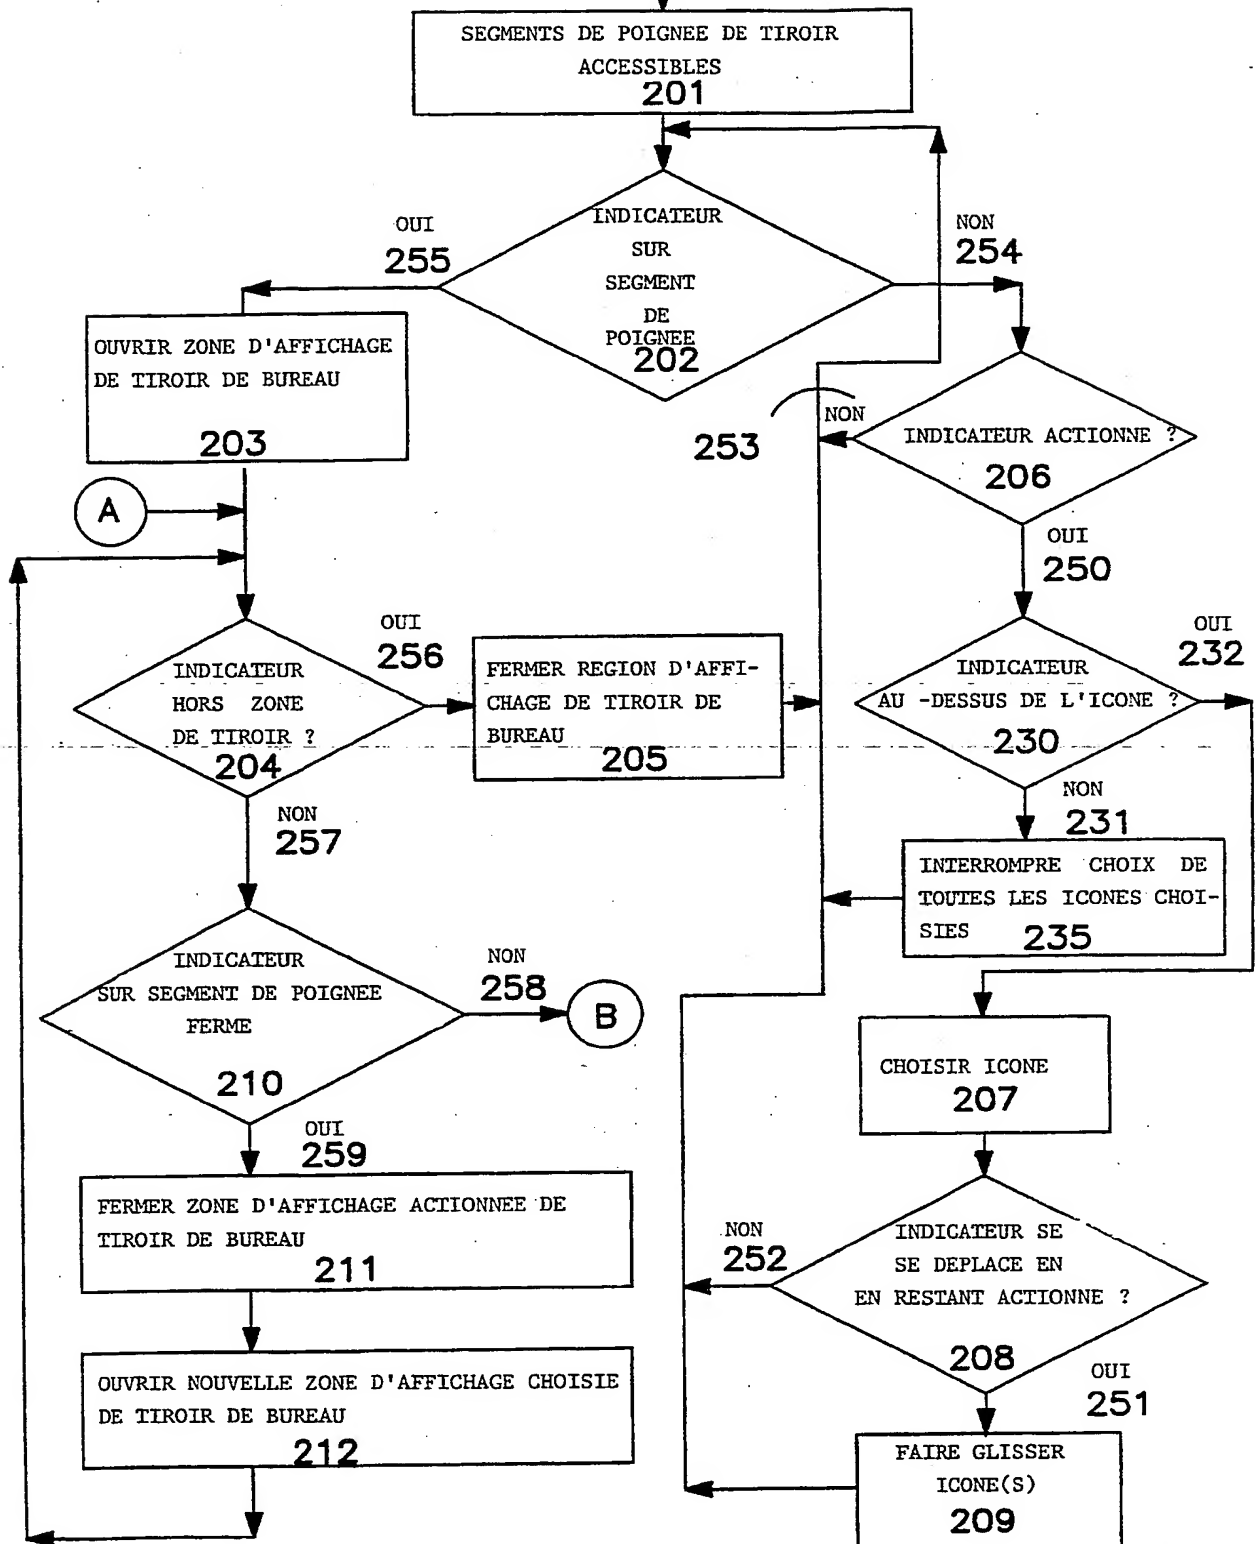 SEGMENTS DE POIGNEE DE TIROIR
ACCESSIBLES
201
INDICATEUR
SUR
SEGMENT
DE
POIGNEE
202
OUI
255
NON
254
OUVRIR ZONE D'AFFICHAGE
DE TIROIR DE BUREAU
203
253
NON
INDICATEUR ACTIONNE ?
206
A
OUI
250
INDICATEUR
HORS ZONE
DE TIROIR ?
204
OUI
256
FERMER REGION D'AFFI-
CHAGE DE TIROIR DE
BUREAU
205
INDICATEUR
AU -DESSUS DE L'ICONE ?
230
OUI
232
NON
257
NON
231
INTERROMPRE CHOIX DE
TOUTES LES ICONES CHOI-
SIES
235
INDICATEUR
SUR SEGMENT DE POIGNEE
FERME
210
NON
258
B
CHOISIR ICONE
207
OUI
259
FERMER ZONE D'AFFICHAGE ACTIONNEE DE
TIROIR DE BUREAU
211
NON
252
INDICATEUR SE
SE DEPLACE EN
EN RESTANT ACTIONNE ?
208
OUI
251
OUVRIR NOUVELLE ZONE D'AFFICHAGE CHOISIE
DE TIROIR DE BUREAU
212
FAIRE GLISSER
ICONE(S)
209